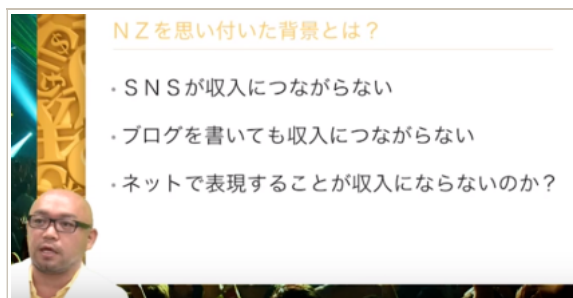 ＮＺを思い付いた背景とは？
・ＳＮＳが収入につながらない
・ブログを書いても収入につながらない
・ネットで表現することが収入にならないのか？